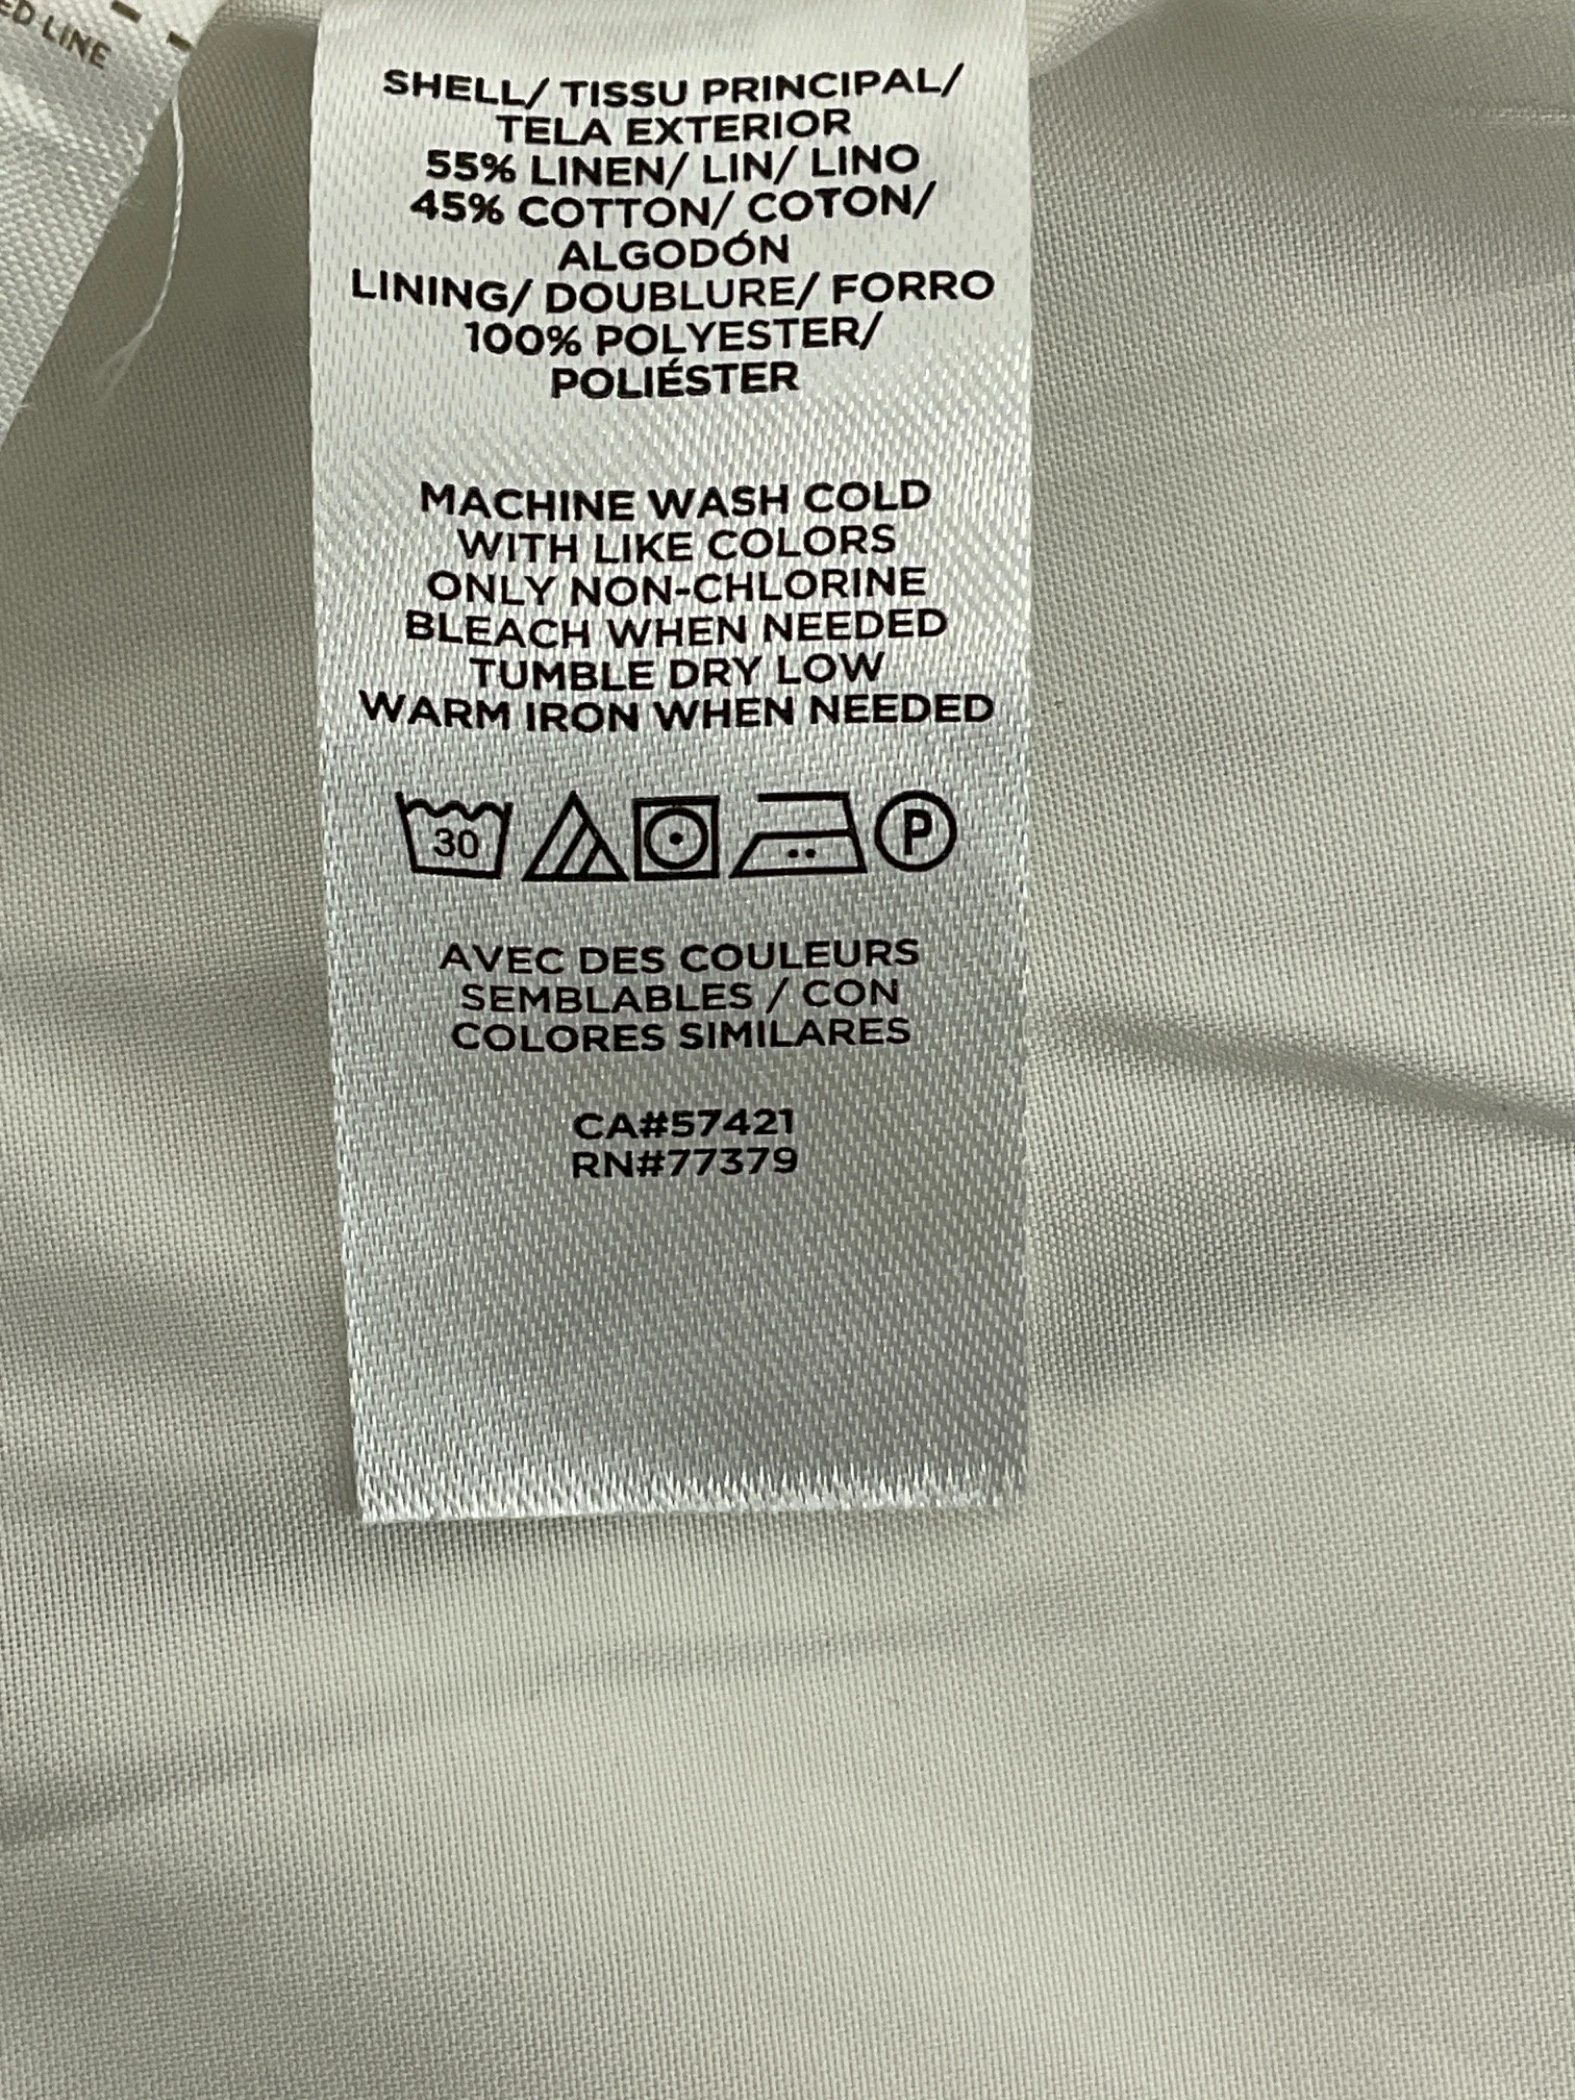 LINE
SHELL/ TISSU PRINCIPAL/
TELA EXTERIOR
55% LINEN/ LIN/ LINO
45% COTTON/ COTON/
ALGODÓN
LINING/ DOUBLURE/ FORRO
100% POLYESTER/
POLIÉSTER
MACHINE WASH COLD
WITH LIKE COLORS
ONLY NON-CHLORINE
BLEACH WHEN NEEDED
TUMBLE DRY LOW
WARM IRON WHEN NEEDED
30 P
AVEC DES COULEURS
SEMBLABLES / CON
COLORES SIMILARES
CA#57421
RN#77379